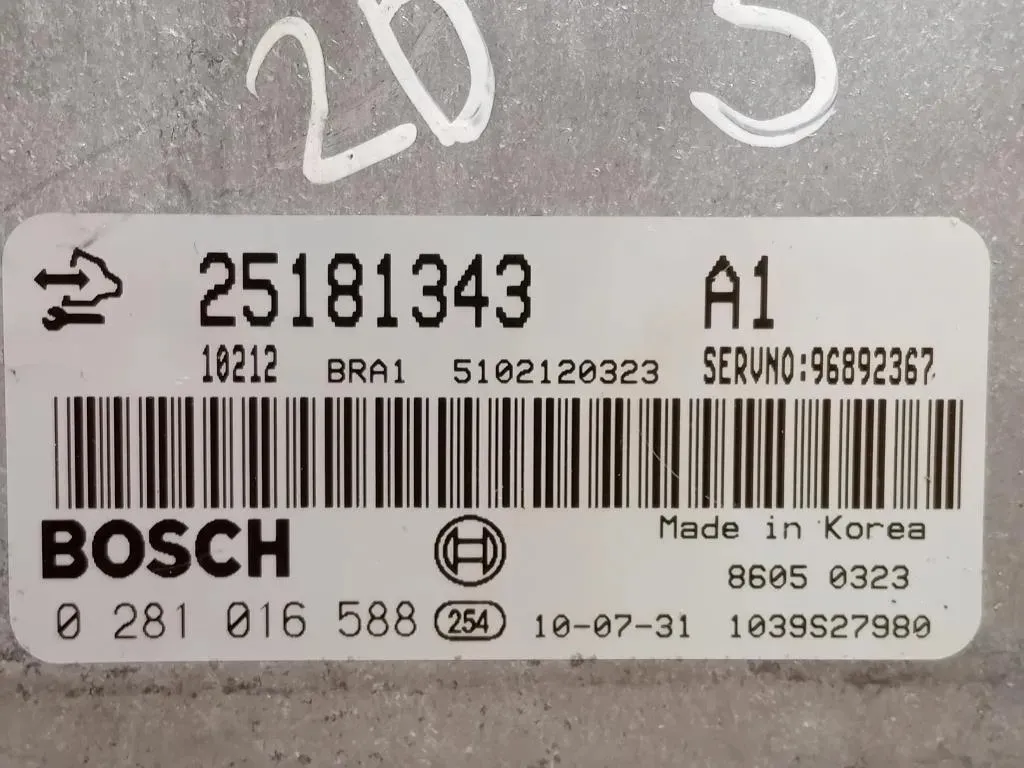 2D 5
25181343 A1
10212 BRA1 5102120323 SERVNO:96892367
BOSCH
Made in Korea
8605 0323
0 281 016 588 254 10-07-31 1039S27980